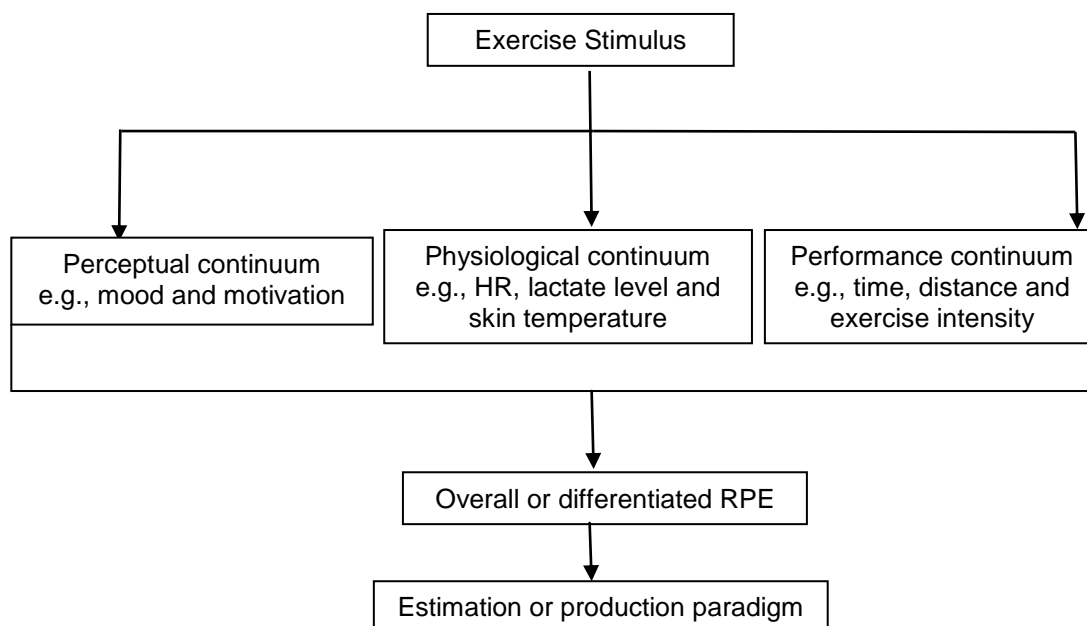 Exercise Stimulus
Perceptual continuum
e.g., mood and motivation
Physiological continuum
e.g., HR, lactate level and
skin temperature
Performance continuum
e.g., time, distance and
exercise intensity
Overall or differentiated RPE
Estimation or production paradigm